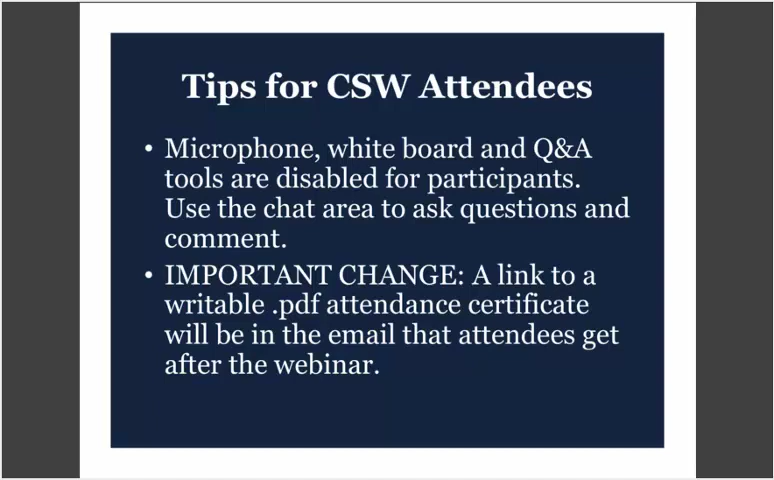 Tips for CSW Attendees
• Microphone, white board and Q&A
tools are disabled for participants.
Use the chat area to ask questions and
comment.
• IMPORTANT CHANGE: A link to a
writable .pdf attendance certificate
will be in the email that attendees get
after the webinar.